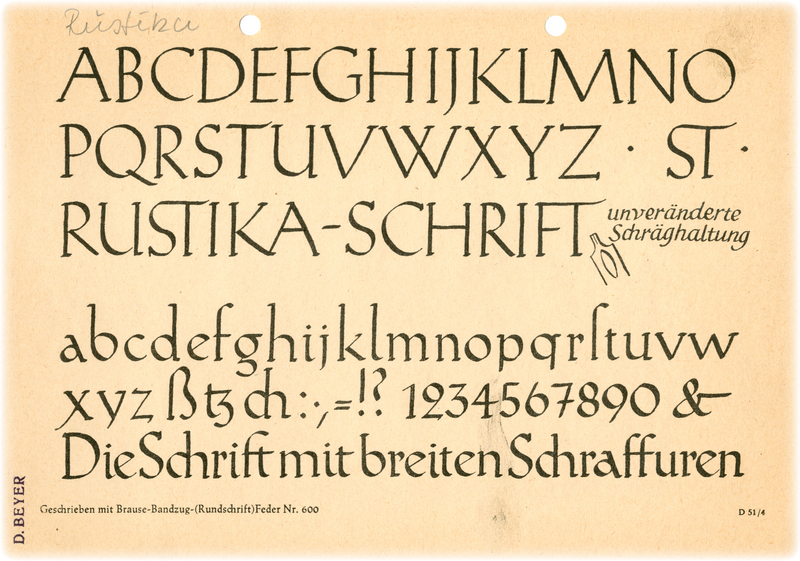 Rustika
ABCDEFGHIJKLMNO
PQRSTUVWXYZ · ST ·
RUSTIKA-SCHRIFT
unveränderte
Schräghaltung
abcdefghijklmnopqrſtuvw
xyz ß tz ch : · , = ! ? 1234567890 &
Die Schrift mit breiten Schraffuren
Geschrieben mit Brause-Bandzug-(Rundschrift)Feder Nr. 600
D 51/4
D. BEYER